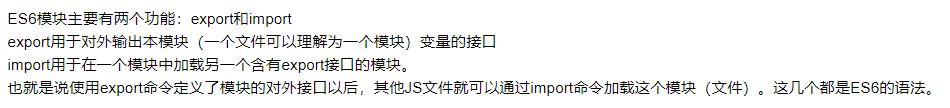 ES6模块主要有两个功能：export和import
export用于对外输出本模块（一个文件可以理解为一个模块）变量的接口
import用于在一个模块中加载另一个含有export接口的模块。
也就是说使用export命令定义了模块的对外接口以后，其他JS文件就可以通过import命令加载这个模块（文件）。这几个都是ES6的语法。